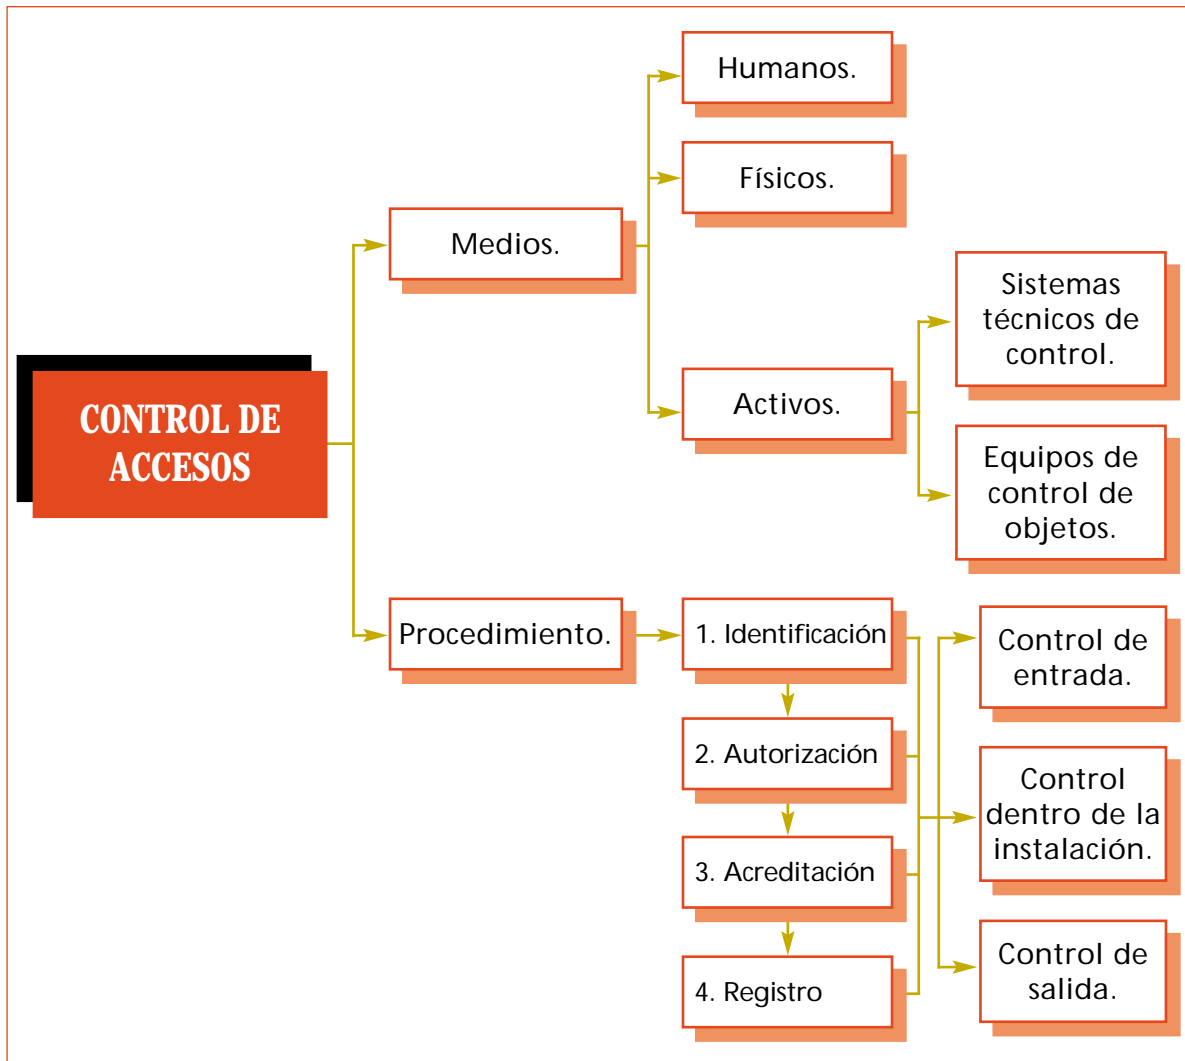 CONTROL DE
ACCESOS
Medios.
Humanos.
Físicos.
Activos.
Sistemas
técnicos de
control.
Equipos de
control de
objetos.
Procedimiento.
1. Identificación
2. Autorización
3. Acreditación
4. Registro
Control de
entrada.
Control
dentro de la
instalación.
Control de
salida.